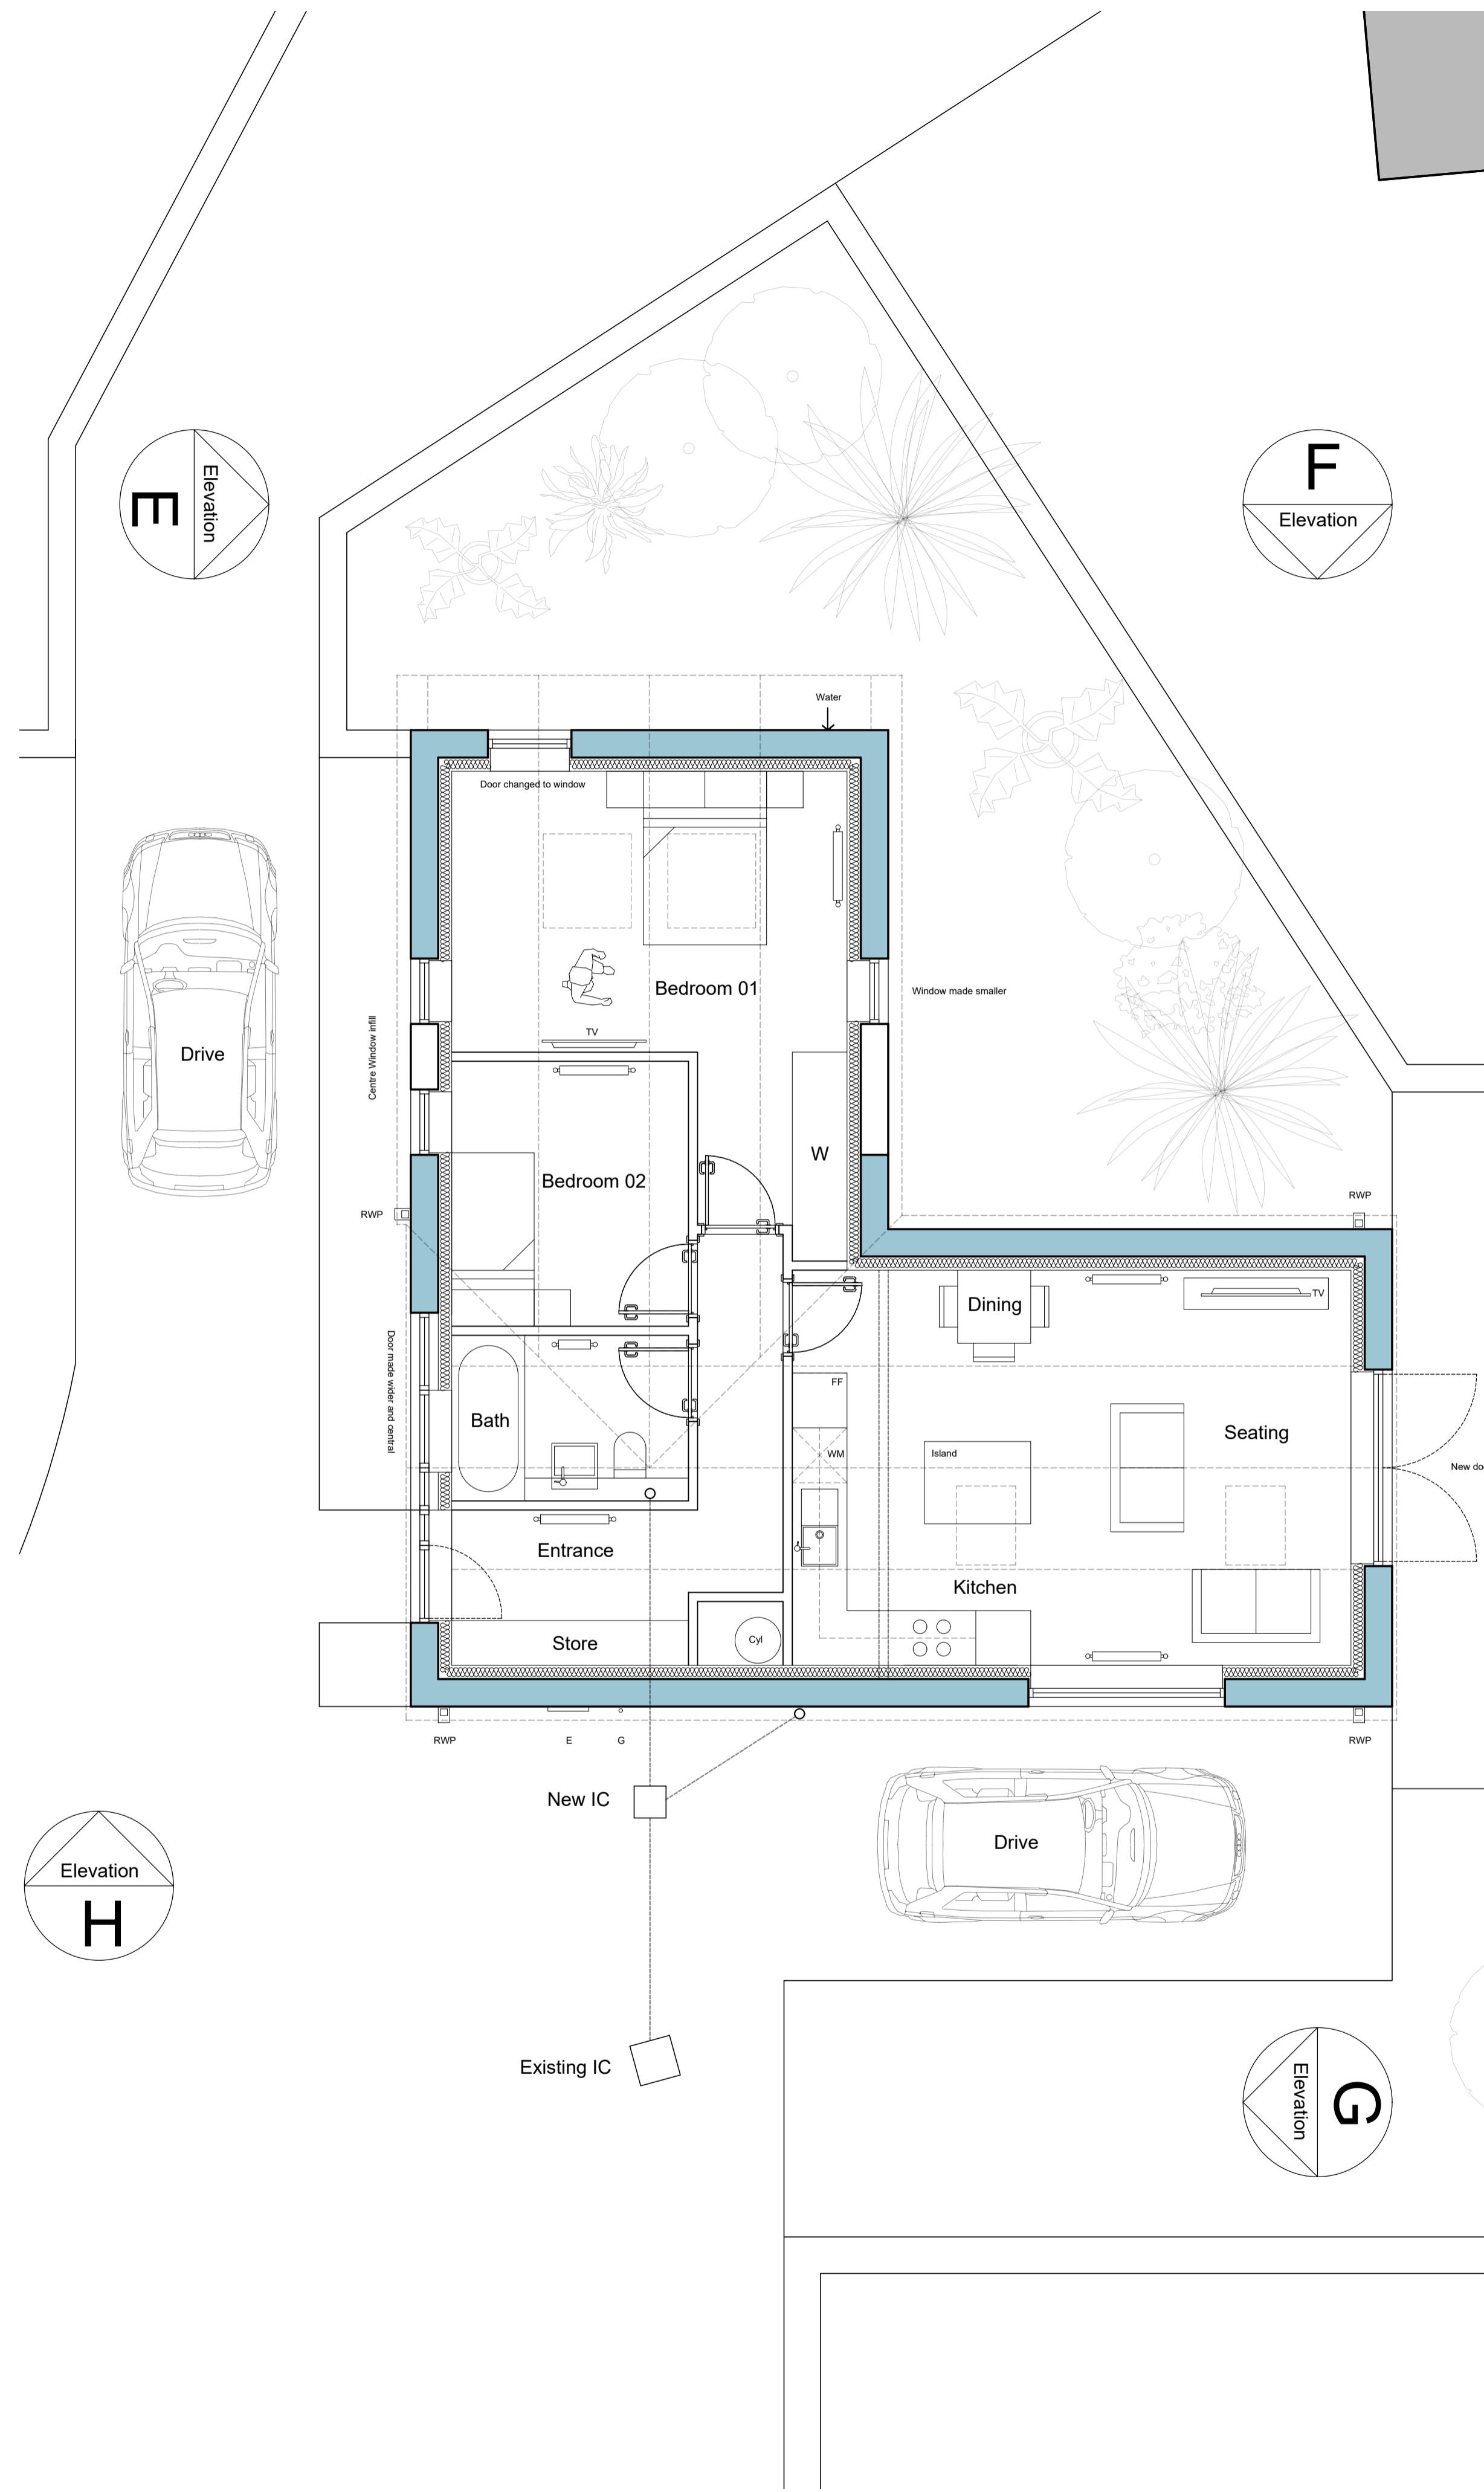 E
Elevation
F
Elevation
Water
Door changed to window
Bedroom 01
Window made smaller
TV
Drive
Centre Window infill
W
Bedroom 02
RWP
RWP
Dining
TV
Door made wider and central
FF
Bath
Seating
WM
Island
New do
Entrance
Kitchen
Store
Cyl
RWP
E
G
RWP
New IC
Drive
Elevation
H
Existing IC
G
Elevation